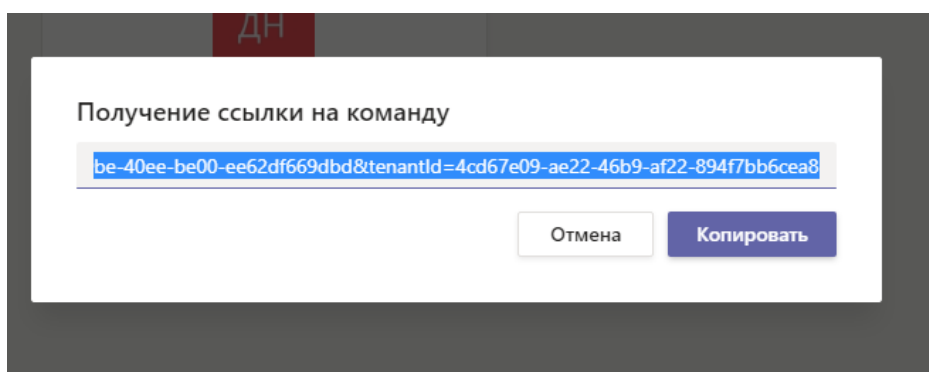 ДН
Получение ссылки на команду
be-40ee-be00-ee62df669dbd&tenantId=4cd67e09-ae22-46b9-af22-894f7bb6cea8
Отмена
Копировать